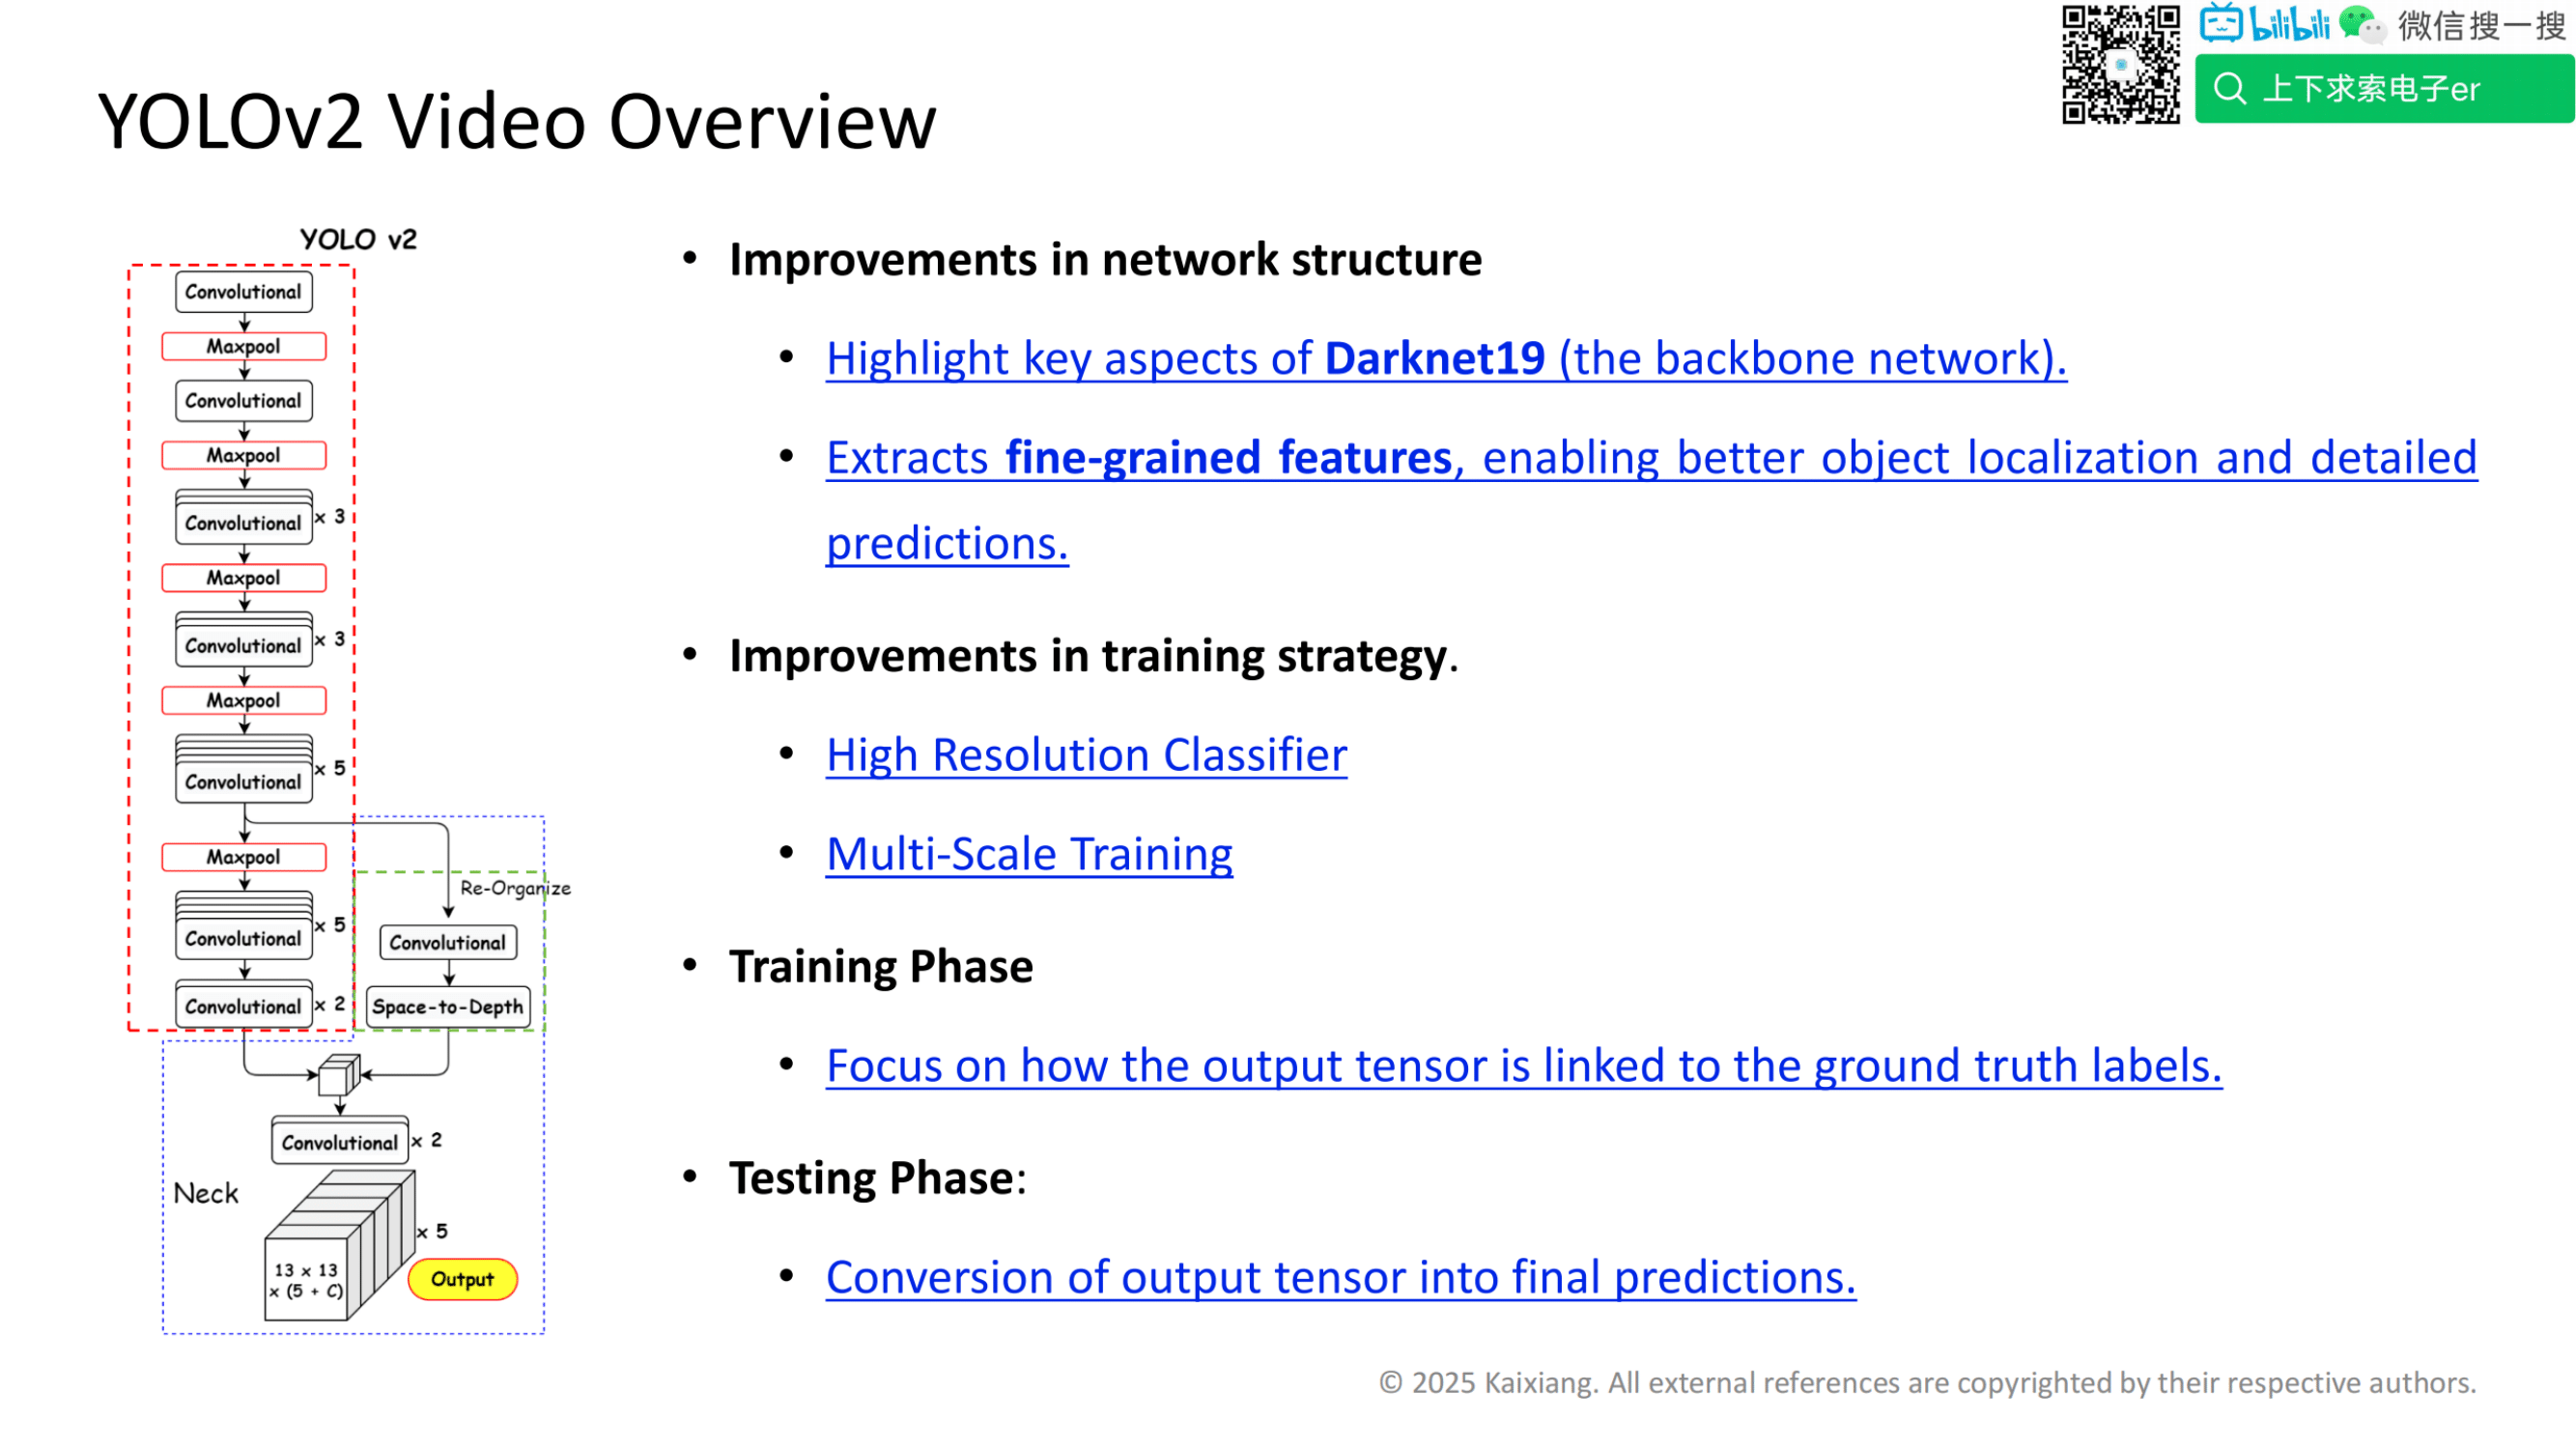 bilibili 微信搜一搜
上下求索电子er
YOLOv2 Video Overview
YOLO v2
Convolutional
Maxpool
Convolutional
Maxpool
Convolutional x 3
Maxpool
Convolutional x 3
Maxpool
Convolutional x 5
Maxpool
Re-Organize
Convolutional x 5
Convolutional
Convolutional x 2
Space-to-Depth
Convolutional x 2
Neck
x 5
13 x 13
x (5 + C)
Output
• Improvements in network structure
• Highlight key aspects of Darknet19 (the backbone network).
• Extracts fine-grained features, enabling better object localization and detailed
predictions.
• Improvements in training strategy.
• High Resolution Classifier
• Multi-Scale Training
• Training Phase
• Focus on how the output tensor is linked to the ground truth labels.
• Testing Phase:
• Conversion of output tensor into final predictions.
© 2025 Kaixiang. All external references are copyrighted by their respective authors.